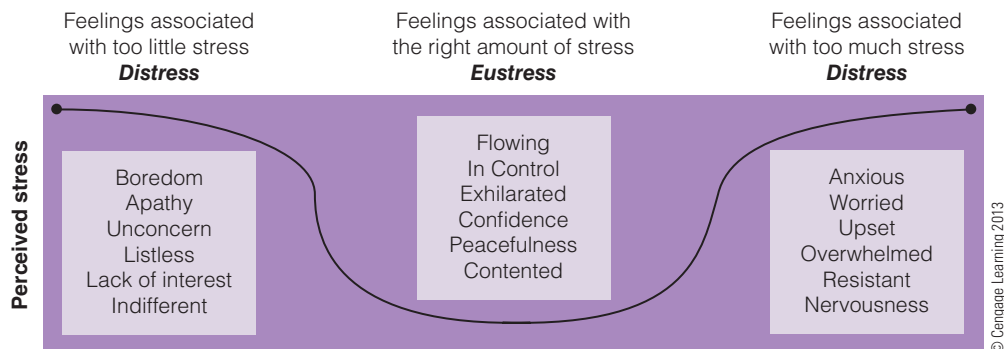 Feelings associated
with too little stress
Distress
Feelings associated with
the right amount of stress
Eustress
Feelings associated
with too much stress
Distress
Perceived stress
Boredom
Apathy
Unconcern
Listless
Lack of interest
Indifferent
Flowing
In Control
Exhilarated
Confidence
Peacefulness
Contented
Anxious
Worried
Upset
Overwhelmed
Resistant
Nervousness
© Cengage Learning 2013